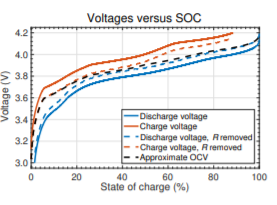 Voltages versus SOC
Voltage (V)
4.2
4.0
3.8
3.6
3.4
3.2
3.0
Discharge voltage
Charge voltage
Discharge voltage, R removed
Charge voltage, R removed
Approximate OCV
0 20 40 60 80 100
State of charge (%)